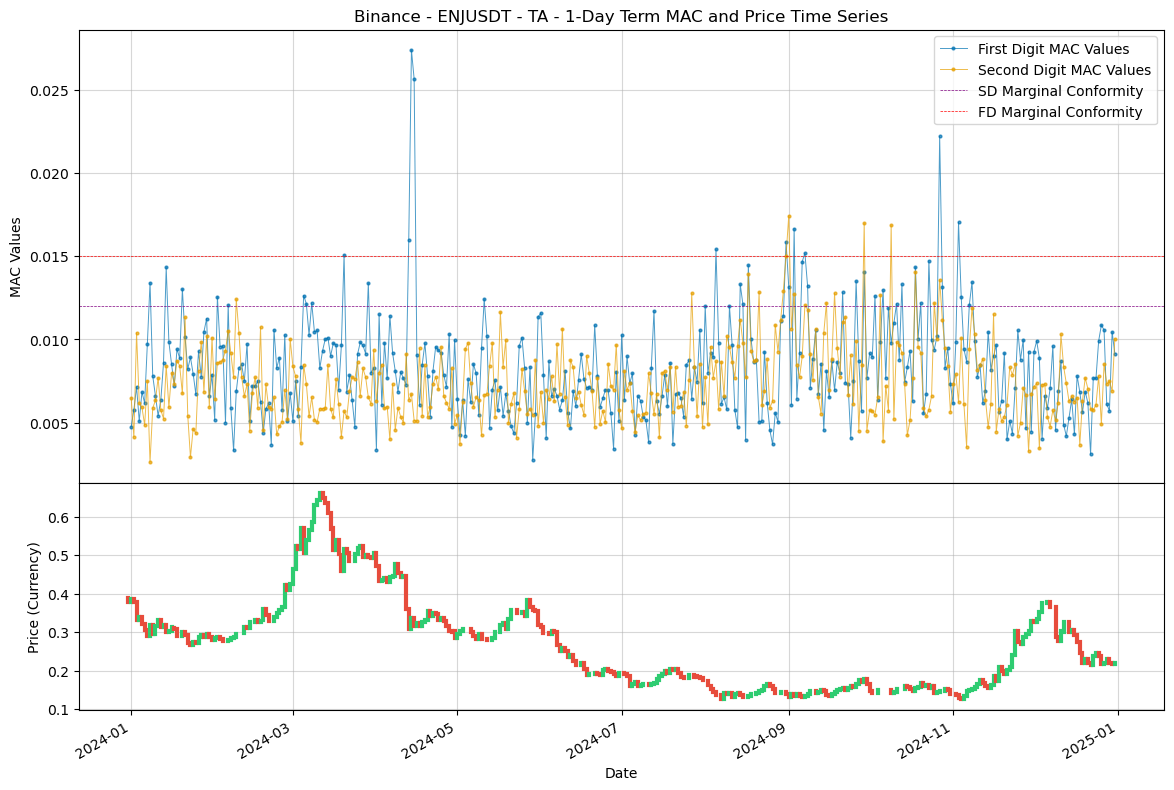 Binance - ENJUSDT - TA - 1-Day Term MAC and Price Time Series
First Digit MAC Values
Second Digit MAC Values
SD Marginal Conformity
FD Marginal Conformity
MAC Values
0.025
0.020
0.015
0.010
0.005
Price (Currency)
0.6
0.5
0.4
0.3
0.2
0.1
2024-01
2024-03
2024-05
2024-07
2024-09
2024-11
2025-01
Date